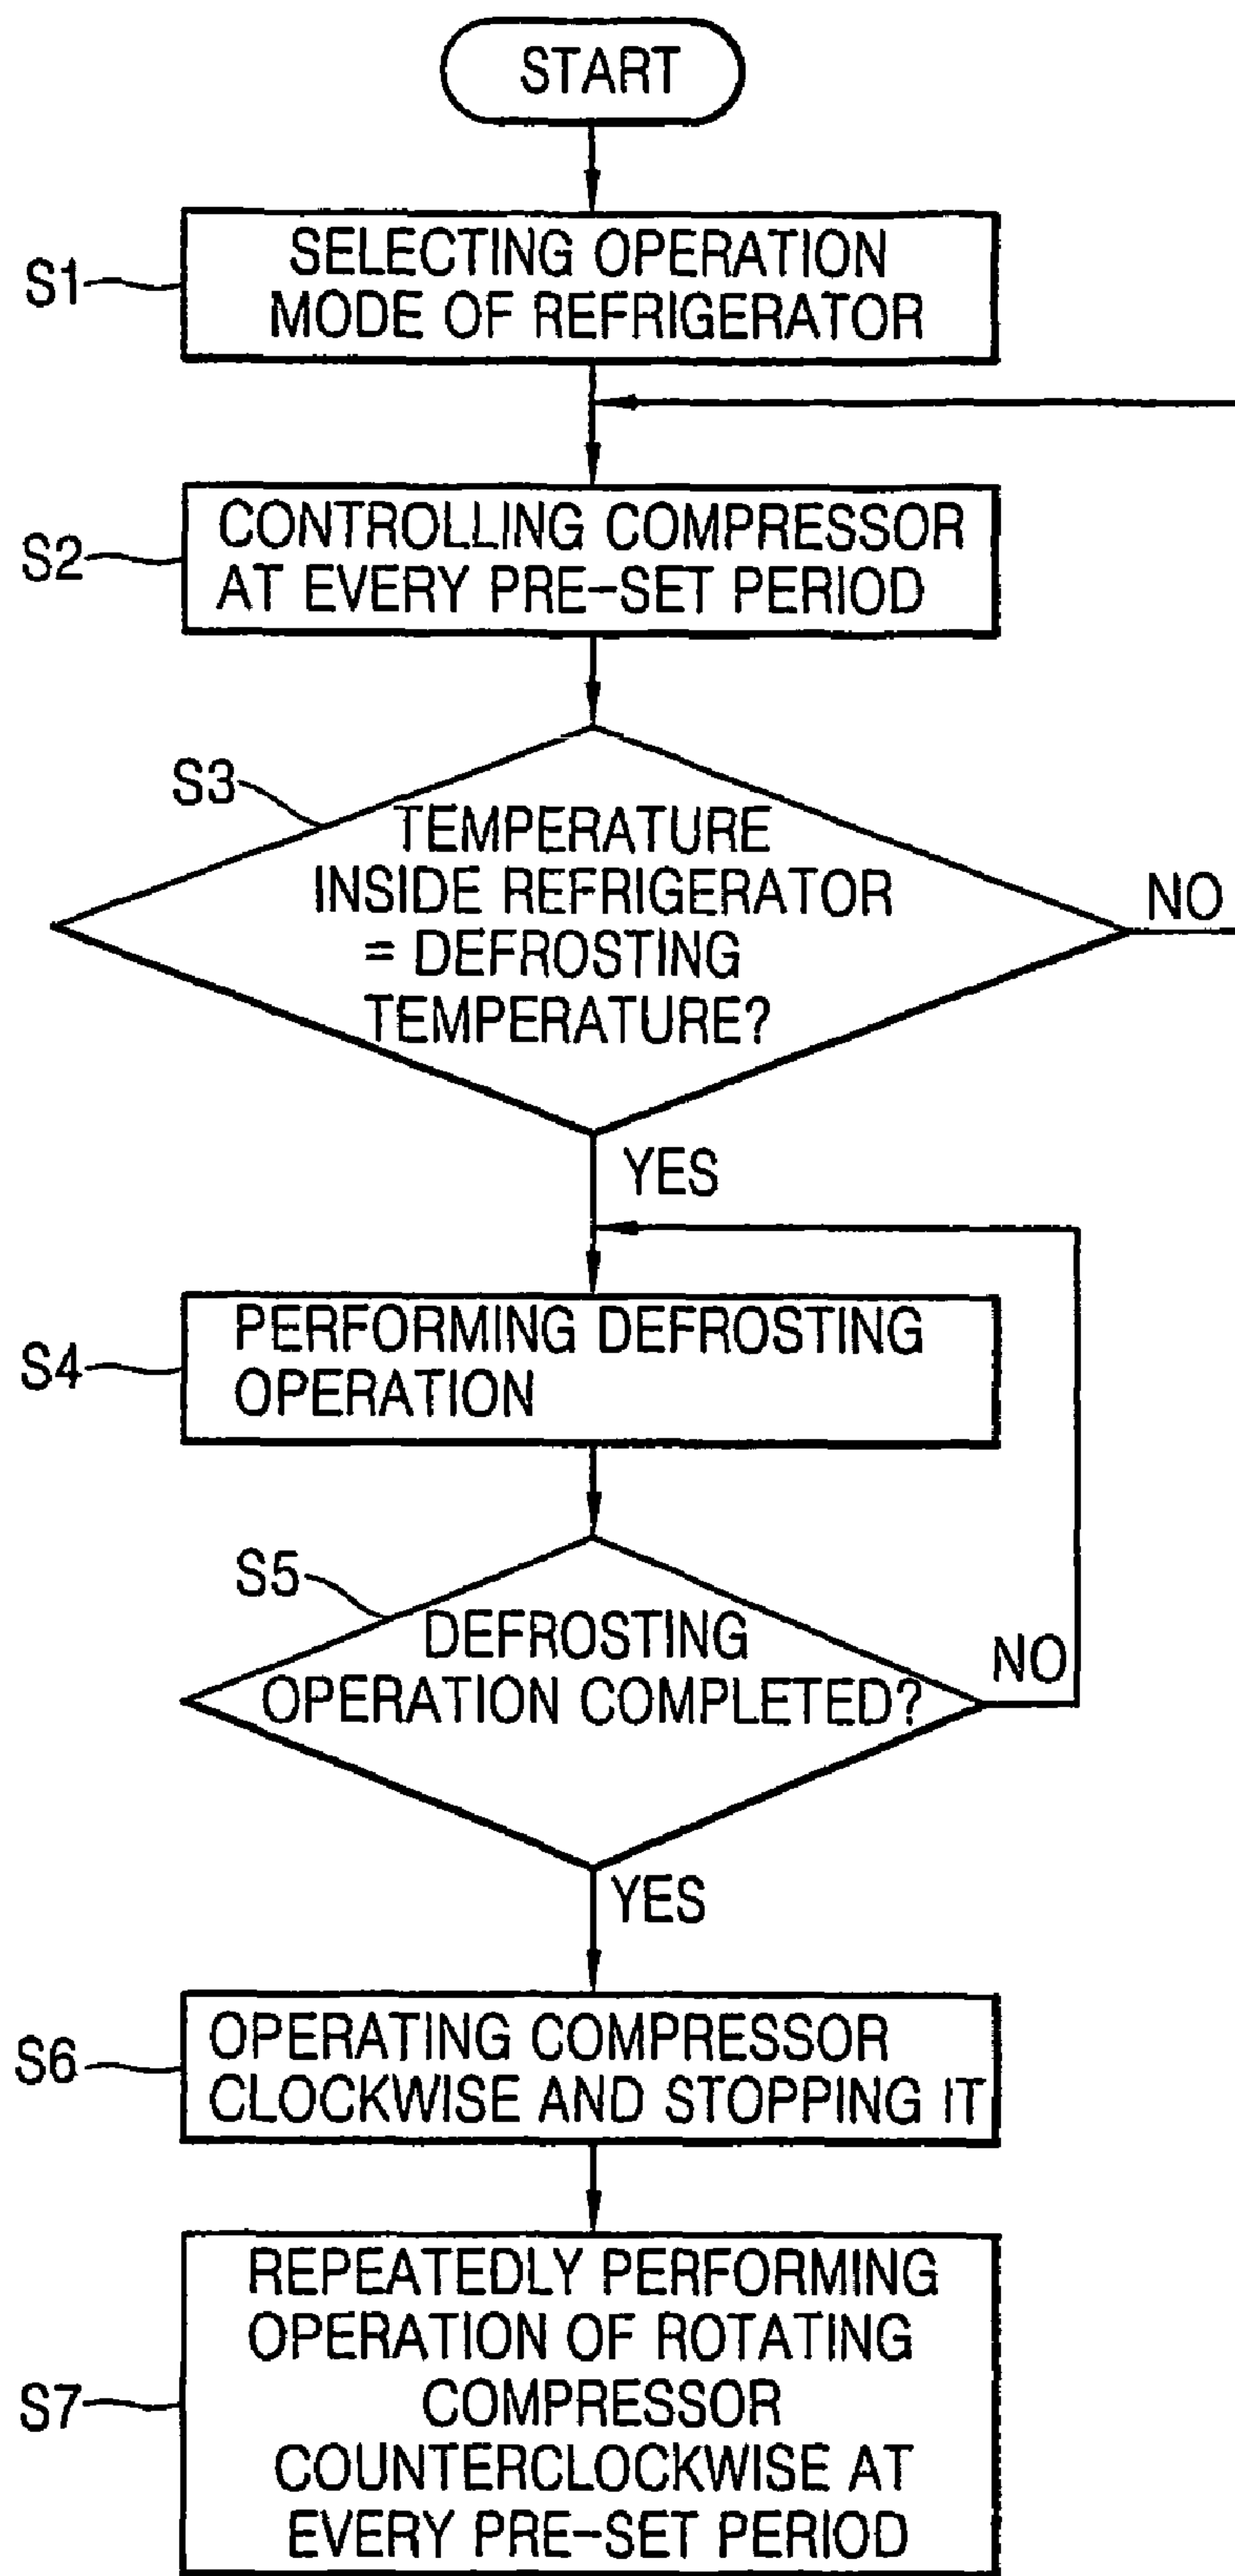 START
S1
SELECTING OPERATION
MODE OF REFRIGERATOR
S2
CONTROLLING COMPRESSOR
AT EVERY PRE-SET PERIOD
S3
TEMPERATURE
INSIDE REFRIGERATOR
= DEFROSTING
TEMPERATURE?
NO
YES
S4
PERFORMING DEFROSTING
OPERATION
S5
DEFROSTING
OPERATION COMPLETED?
NO
YES
S6
OPERATING COMPRESSOR
CLOCKWISE AND STOPPING IT
S7
REPEATEDLY PERFORMING
OPERATION OF ROTATING
COMPRESSOR
COUNTERCLOCKWISE AT
EVERY PRE-SET PERIOD